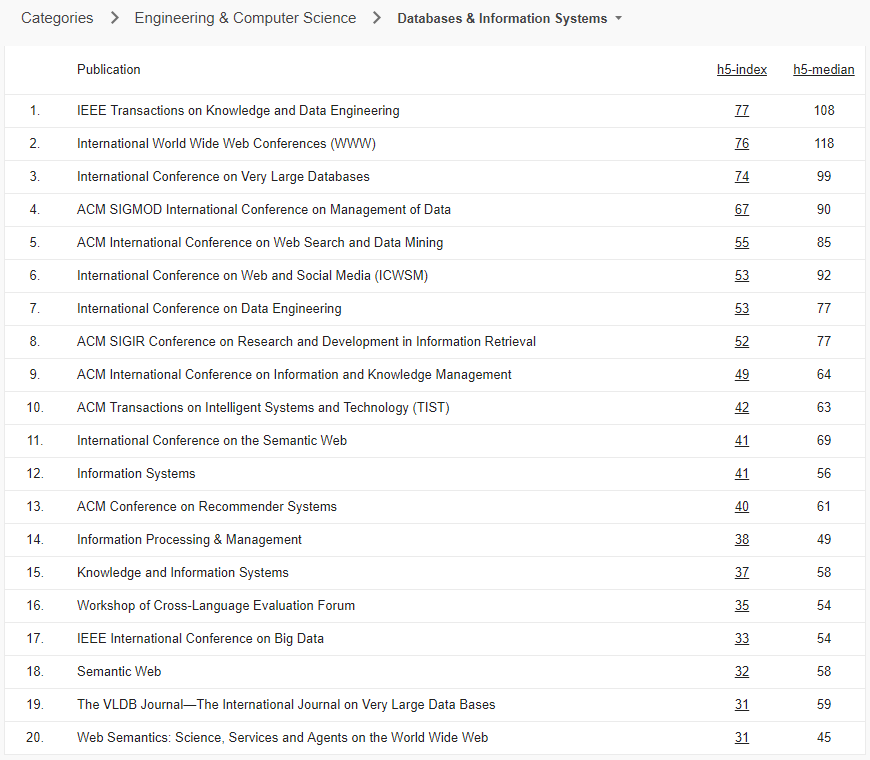 Categories > Engineering & Computer Science > Databases & Information Systems
Publication h5-index h5-median
1. IEEE Transactions on Knowledge and Data Engineering 77 108
2. International World Wide Web Conferences (WWW) 76 118
3. International Conference on Very Large Databases 74 99
4. ACM SIGMOD International Conference on Management of Data 67 90
5. ACM International Conference on Web Search and Data Mining 55 85
6. International Conference on Web and Social Media (ICWSM) 53 92
7. International Conference on Data Engineering 53 77
8. ACM SIGIR Conference on Research and Development in Information Retrieval 52 77
9. ACM International Conference on Information and Knowledge Management 49 64
10. ACM Transactions on Intelligent Systems and Technology (TIST) 42 63
11. International Conference on the Semantic Web 41 69
12. Information Systems 41 56
13. ACM Conference on Recommender Systems 40 61
14. Information Processing & Management 38 49
15. Knowledge and Information Systems 37 58
16. Workshop of Cross-Language Evaluation Forum 35 54
17. IEEE International Conference on Big Data 33 54
18. Semantic Web 32 58
19. The VLDB Journal—The International Journal on Very Large Data Bases 31 59
20. Web Semantics: Science, Services and Agents on the World Wide Web 31 45